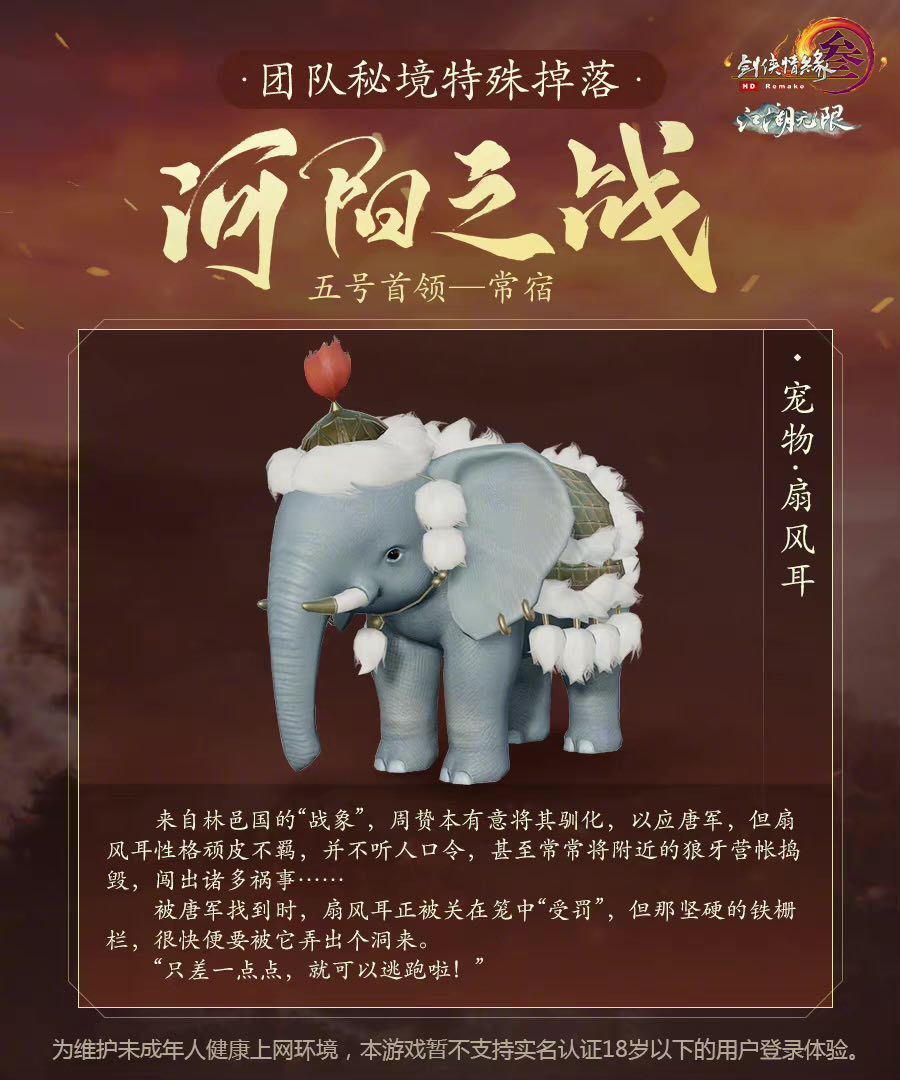 ·团队秘境特殊掉落·
剑侠情缘叁
HD Remake
江湖无限
河阳之战
五号首领—常宿
·宠物·扇风耳
来自林邑国的“战象”，周贽本有意将其驯化，以应唐军，但扇
风耳性格顽皮不羁，并不听人口令，甚至常常将附近的狼牙营帐捣
毁，闯出诸多祸事……
被唐军找到时，扇风耳正被关在笼中“受罚”，但那坚硬的铁栅
栏，很快便要被它弄出个洞来。
“只差一点点，就可以逃跑啦！”
为维护未成年人健康上网环境，本游戏暂不支持实名认证18岁以下的用户登录体验。